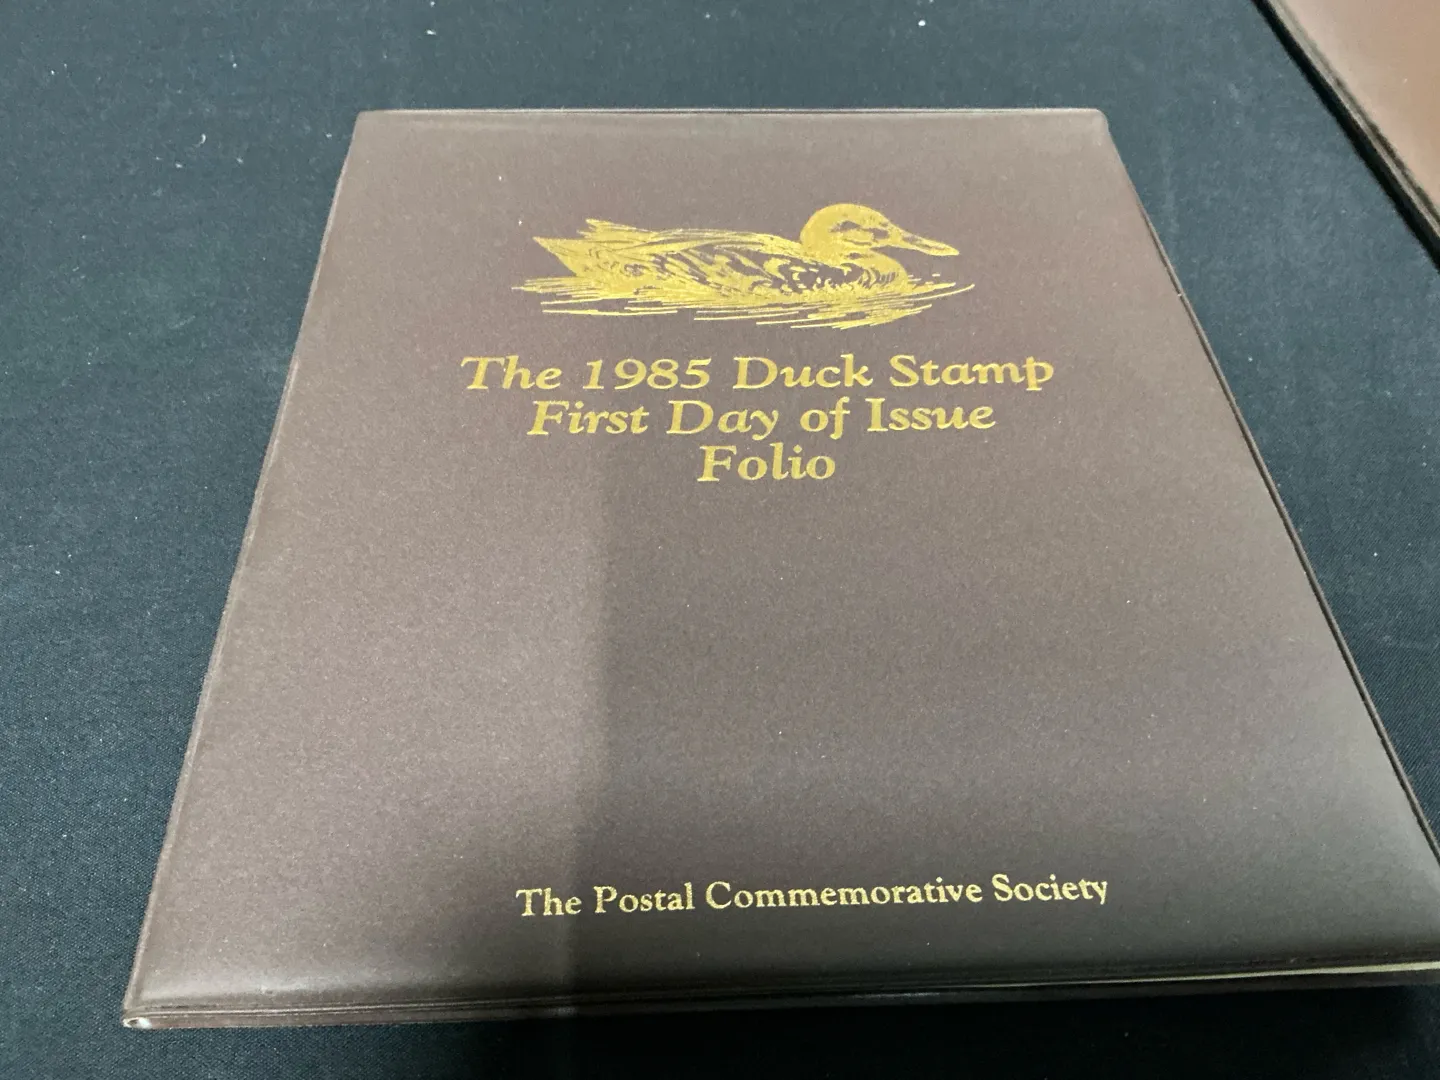 The 1985 Duck Stamp
First Day of Issue
Folio
The Postal Commemorative Society